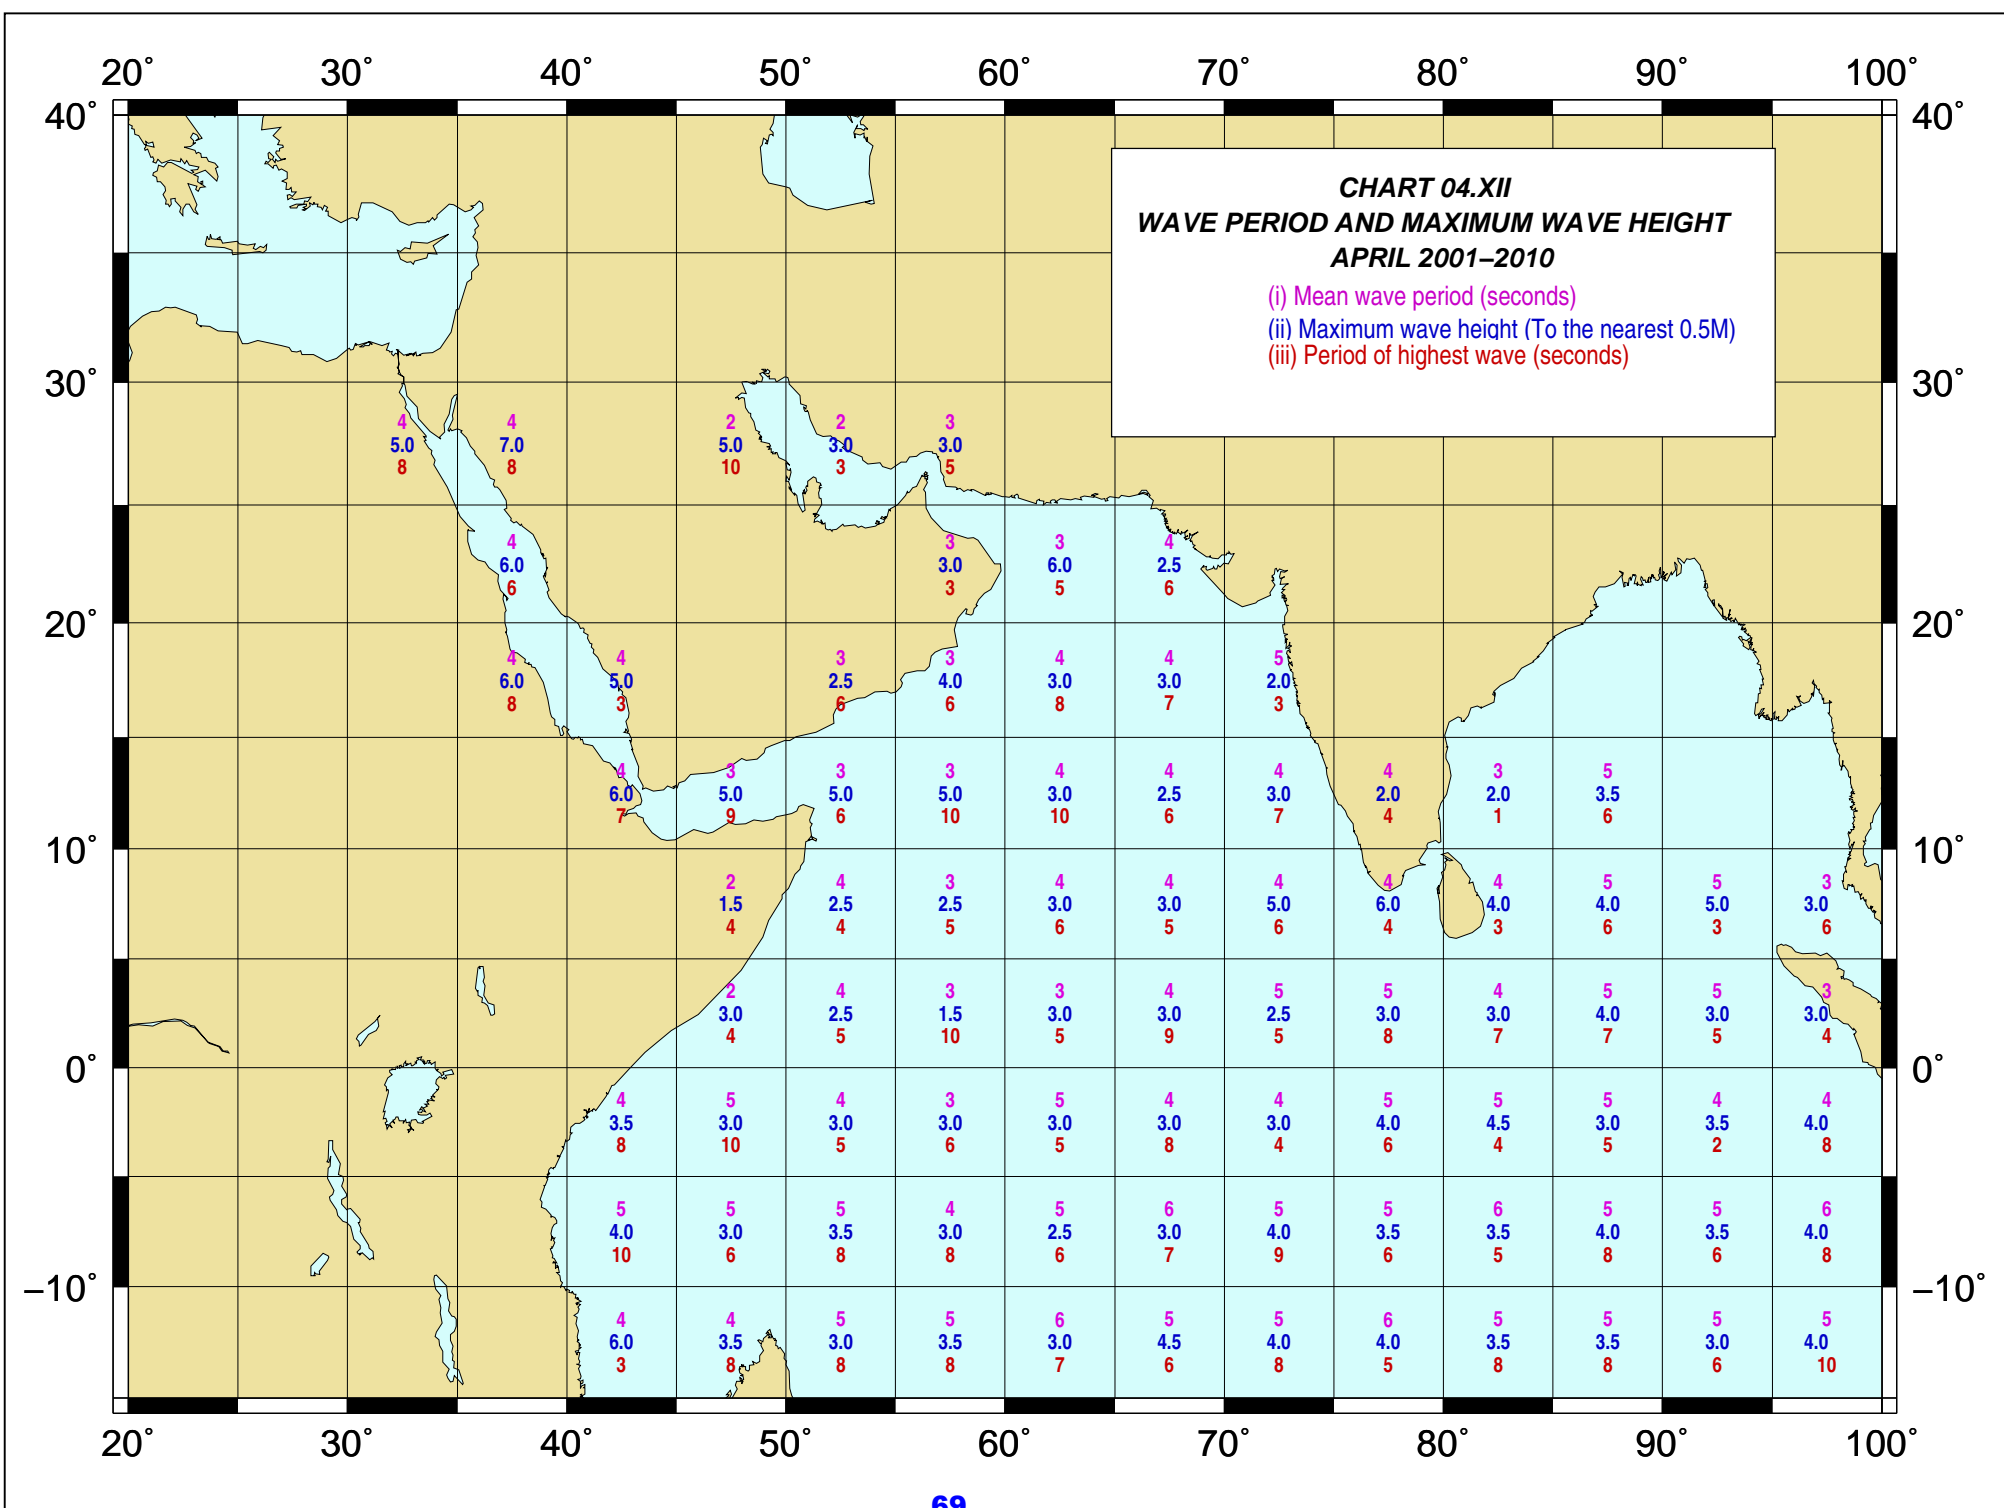 20° 30° 40° 50° 60° 70° 80° 90° 100°
40° 40°
CHART 04.XII
WAVE PERIOD AND MAXIMUM WAVE HEIGHT
APRIL 2001–2010
(i) Mean wave period (seconds)
(ii) Maximum wave height (To the nearest 0.5M)
(iii) Period of highest wave (seconds)
30° 30°
4 4 2 2 3
5.0 7.0 5.0 3.0 3.0
8 8 10 3 5
4 3 3 4
6.0 3.0 6.0 2.5
6 3 5 6
20° 20°
4 4 3 3 4 4 5
6.0 5.0 2.5 4.0 3.0 3.0 2.0
8 3 6 6 8 7 3
4 3 3 3 4 4 4 4 3 5
6.0 5.0 5.0 5.0 3.0 2.5 3.0 2.0 2.0 3.5
7 9 6 10 10 6 7 4 1 6
10° 10°
2 4 3 4 4 4 4 4 5 5 3
1.5 2.5 2.5 3.0 3.0 5.0 6.0 4.0 4.0 5.0 3.0
4 4 5 6 5 6 4 3 6 3 6
2 4 3 3 4 5 5 4 5 5 3
3.0 2.5 1.5 3.0 3.0 2.5 3.0 3.0 4.0 3.0 3.0
4 5 10 5 9 5 8 7 7 5 4
0° 0°
4 5 4 3 5 4 4 5 5 5 4 4
3.5 3.0 3.0 3.0 3.0 3.0 3.0 4.0 4.5 3.0 3.5 4.0
8 10 5 6 5 8 4 6 4 5 2 8
5 5 5 4 5 6 5 5 6 5 5 6
4.0 3.0 3.5 3.0 2.5 3.0 4.0 3.5 3.5 4.0 3.5 4.0
10 6 8 8 6 7 9 6 5 8 6 8
–10° –10°
4 4 5 5 6 5 5 6 5 5 5 5
6.0 3.5 3.0 3.5 3.0 4.5 4.0 4.0 3.5 3.5 3.0 4.0
3 8 8 8 7 6 8 5 8 8 6 10
20° 30° 40° 50° 60° 70° 80° 90° 100°
69